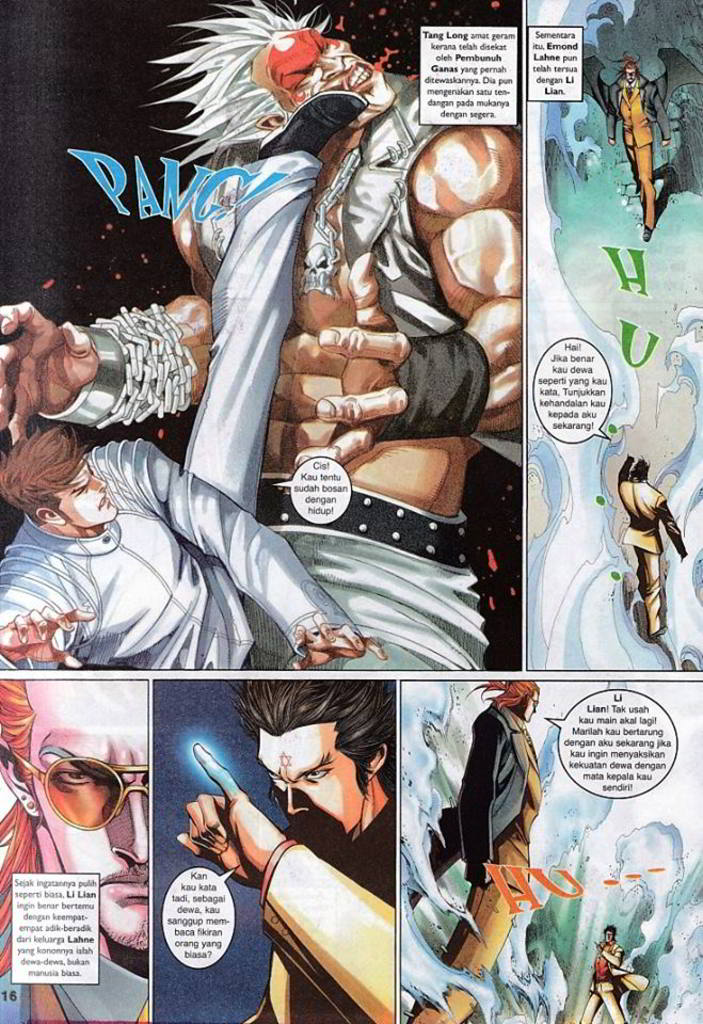 Tang Long amat geram
kerana telah disekat
oleh Pembunuh
Ganas yang pernah
ditewaskannya. Dia pun
mengenakan satu ten-
dangan pada mukanya
dengan segera.
PANG!
Cis!
Kau tentu
sudah bosan
dengan
hidup!
Sementara
itu, Emond
Lahne pun
telah tersua
dengan Li
Lian.
HU
Hai!
Jika benar
kau dewa
seperti yang kau
kata, Tunjukkan
kehandalan kau
kepada aku
sekarang!
Sejak ingatannya pulih
seperti biasa, Li Lian
ingin benar bertemu
dengan keempat-
empat adik-beradik
dari keluarga Lahne
yang kononnya ialah
dewa-dewa, bukan
manusia biasa.
Kan
kau kata
tadi, sebagai
dewa, kau
sanggup mem-
baca fikiran
orang yang
biasa?
Li
Lian! Tak usah
kau main akal lagi!
Marilah kau bertarung
dengan aku sekarang jika
kau ingin menyaksikan
kekuatan dewa dengan
mata kepala kau
sendiri!
HU ---
16